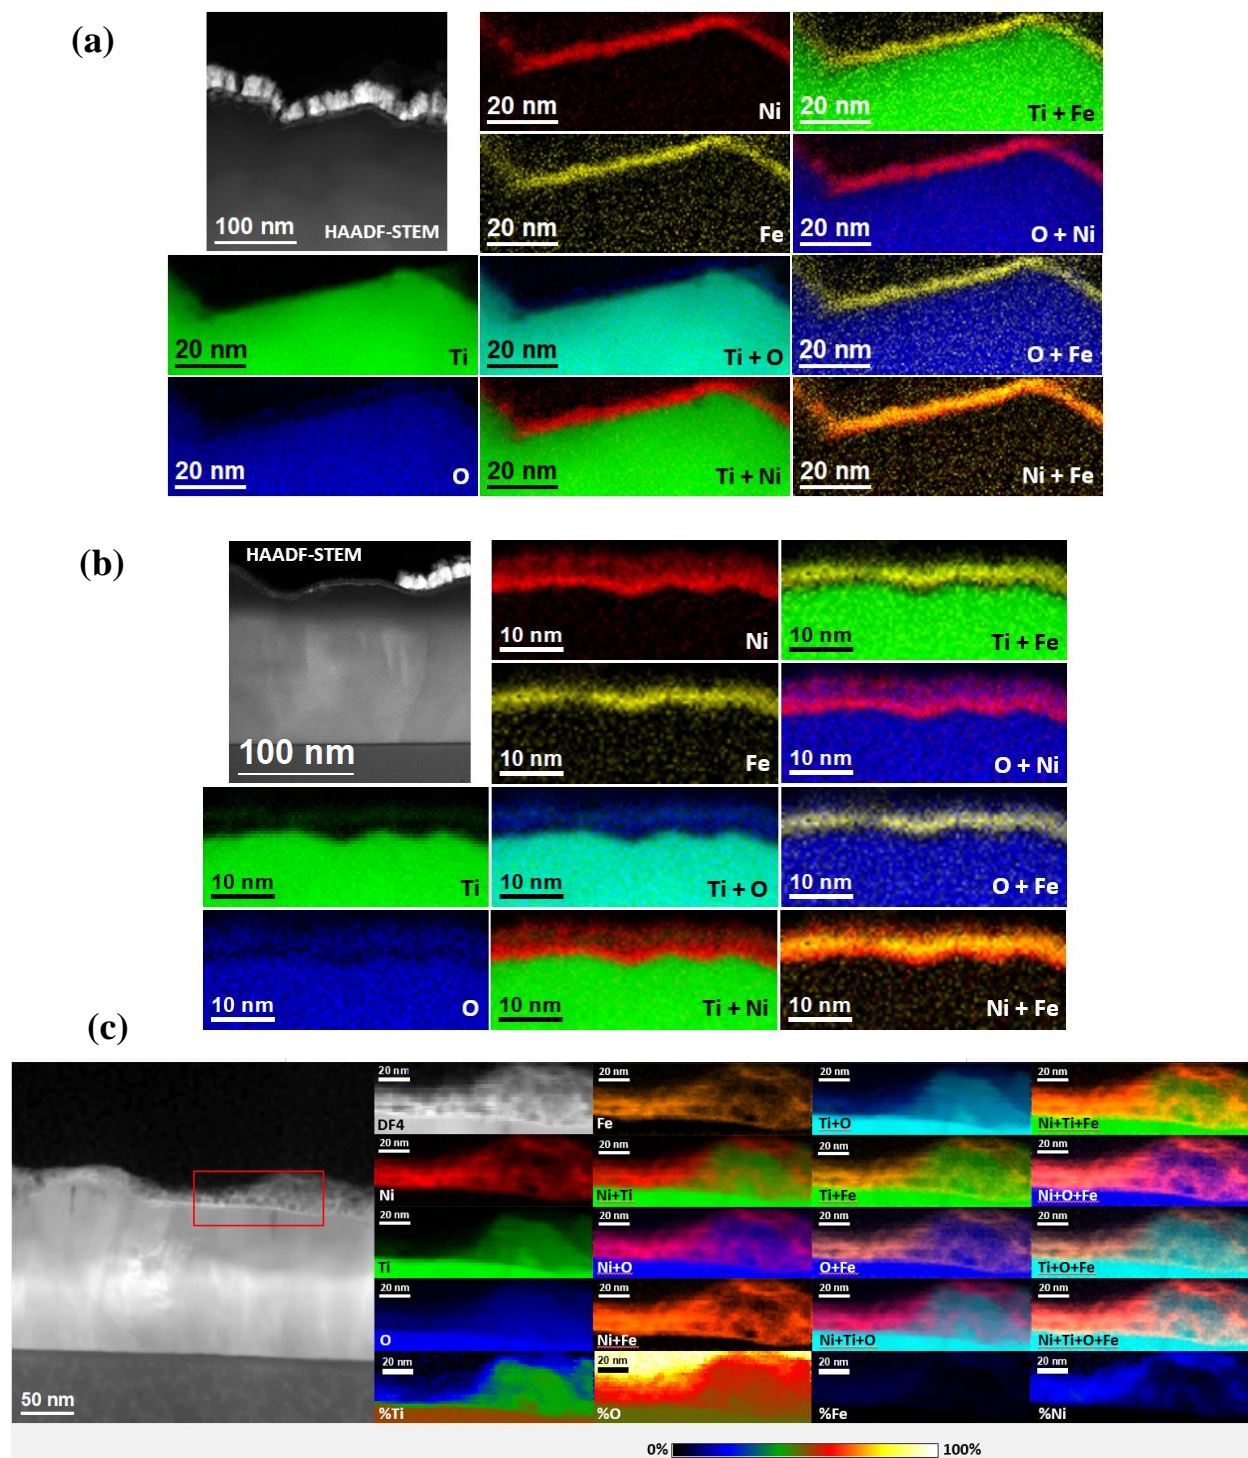 (a)
100 nm
HAADF-STEM
20 nm
Ni
20 nm
Ti + Fe
20 nm
Fe
20 nm
O + Ni
20 nm
Ti
20 nm
Ti + O
20 nm
O + Fe
20 nm
O
20 nm
Ti + Ni
20 nm
Ni + Fe
(b)
HAADF-STEM
100 nm
10 nm
Ni
10 nm
Ti + Fe
10 nm
Fe
10 nm
O + Ni
10 nm
Ti
10 nm
Ti + O
10 nm
O + Fe
10 nm
O
10 nm
Ti + Ni
10 nm
Ni + Fe
(c)
50 nm
20 nm
DF4
20 nm
Fe
20 nm
Ti+O
20 nm
Ni+Ti+Fe
20 nm
Ni
20 nm
Ni+Ti
20 nm
Ti+Fe
20 nm
Ni+O+Fe
20 nm
Ti
20 nm
Ni+O
20 nm
O+Fe
20 nm
Ti+O+Fe
20 nm
O
20 nm
Ni+Fe
20 nm
Ni+Ti+O
20 nm
Ni+Ti+O+Fe
20 nm
%Ti
20 nm
%O
20 nm
%Fe
20 nm
%Ni
0%
100%